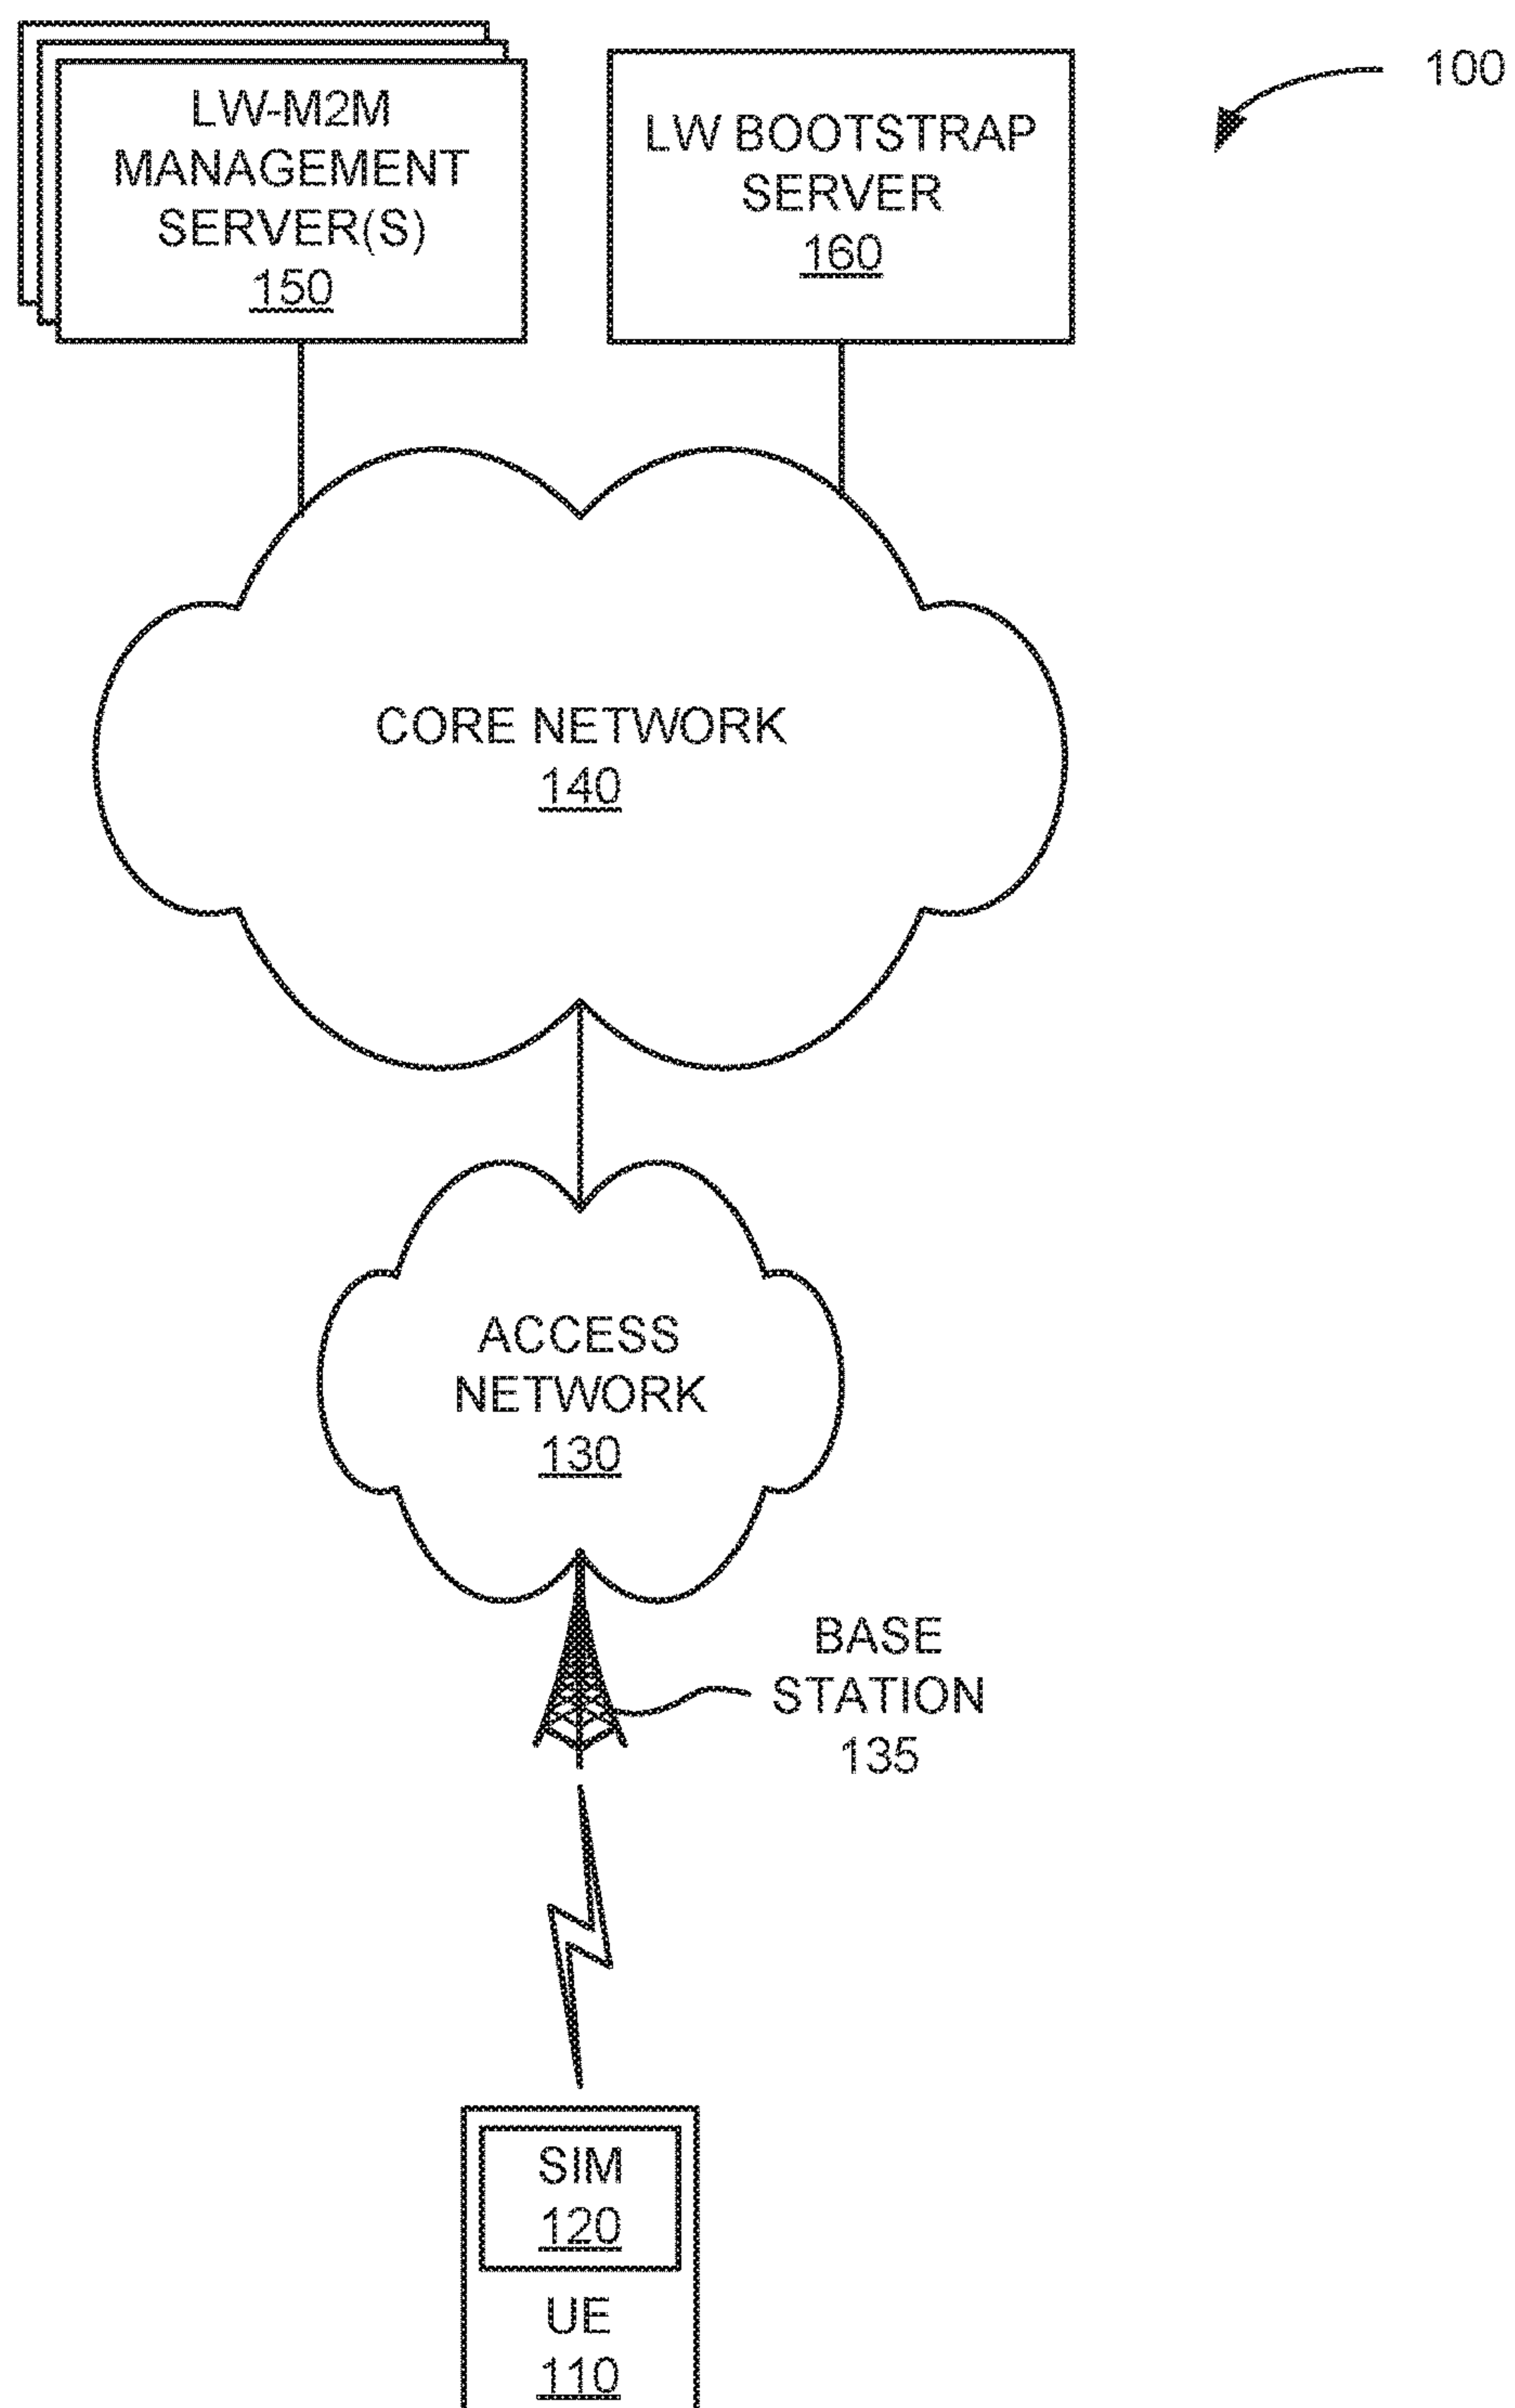 LW-M2M
MANAGEMENT
SERVER(S)
150
LW BOOTSTRAP
SERVER
160
100
CORE NETWORK
140
ACCESS
NETWORK
130
BASE
STATION
135
SIM
120
UE
110